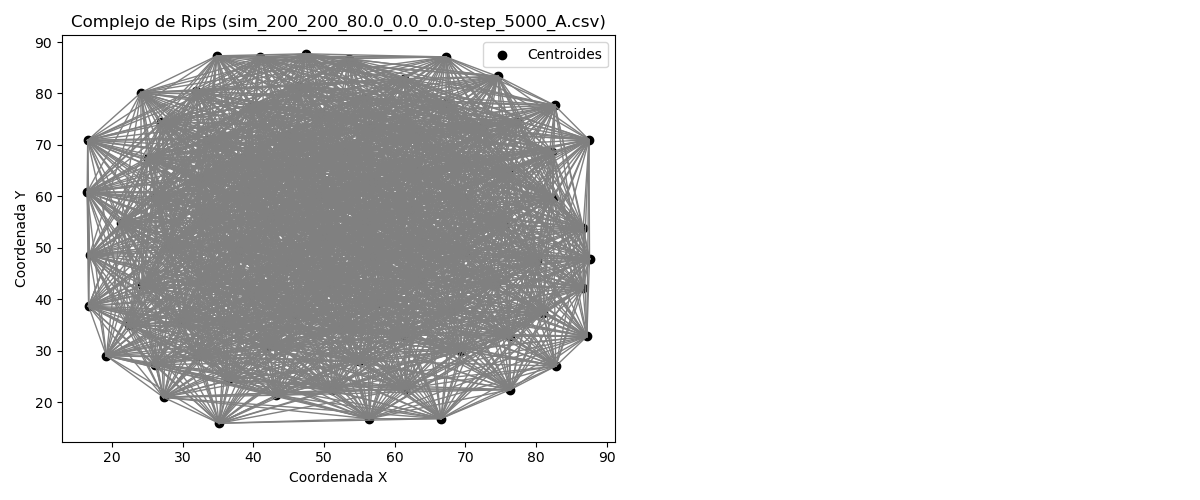 Complejo de Rips (sim_200_200_80.0_0.0_0.0-step_5000_A.csv)
Centroides
Coordenada Y
90
80
70
60
50
40
30
20
20 30 40 50 60 70 80 90
Coordenada X